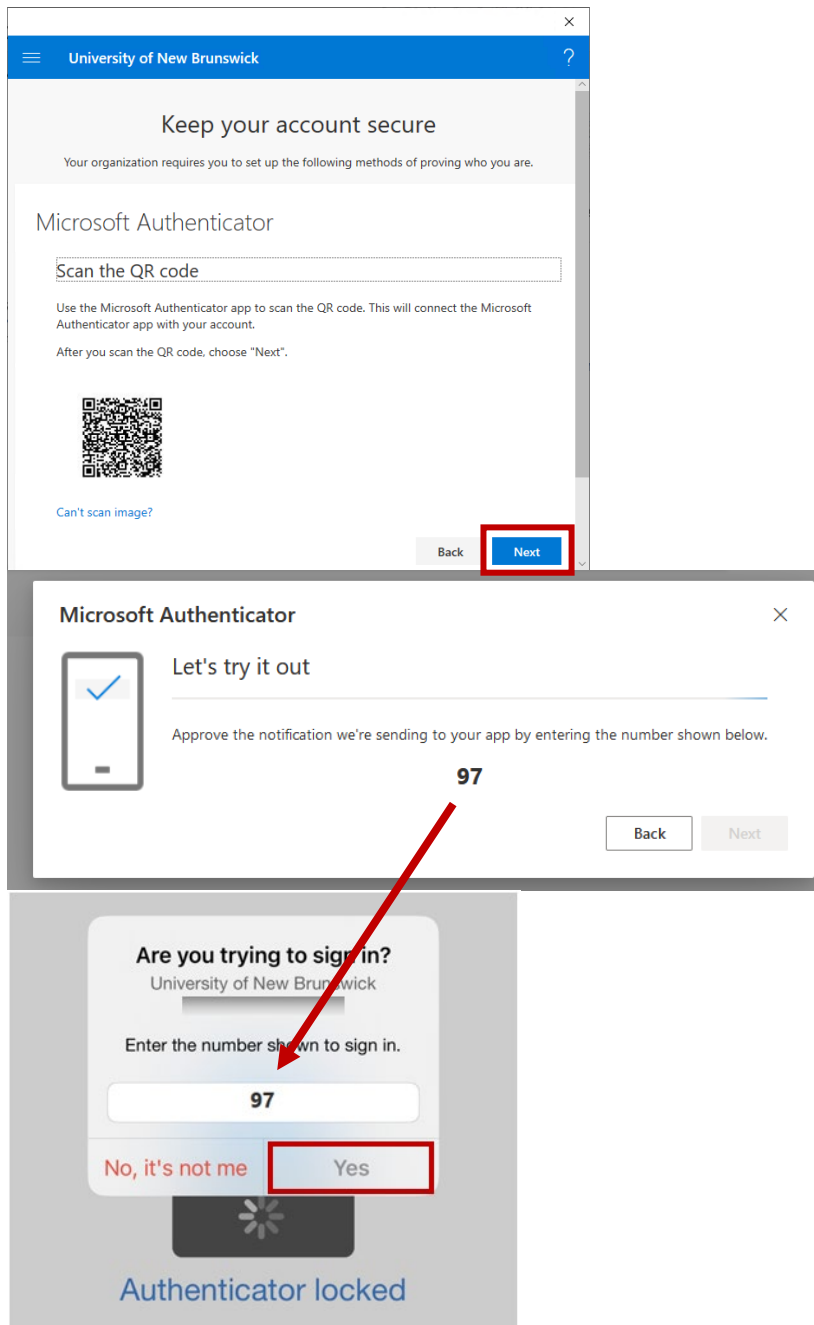 University of New Brunswick
?
Keep your account secure
Your organization requires you to set up the following methods of proving who you are.
Microsoft Authenticator
Scan the QR code
Use the Microsoft Authenticator app to scan the QR code. This will connect the Microsoft
Authenticator app with your account.
After you scan the QR code, choose "Next".
Can't scan image?
Back Next
Microsoft Authenticator
Let's try it out
Approve the notification we're sending to your app by entering the number shown below.
97
Back Next
Are you trying to sign in?
University of New Brunswick
Enter the number shown to sign in.
97
No, it's not me Yes
Authenticator locked